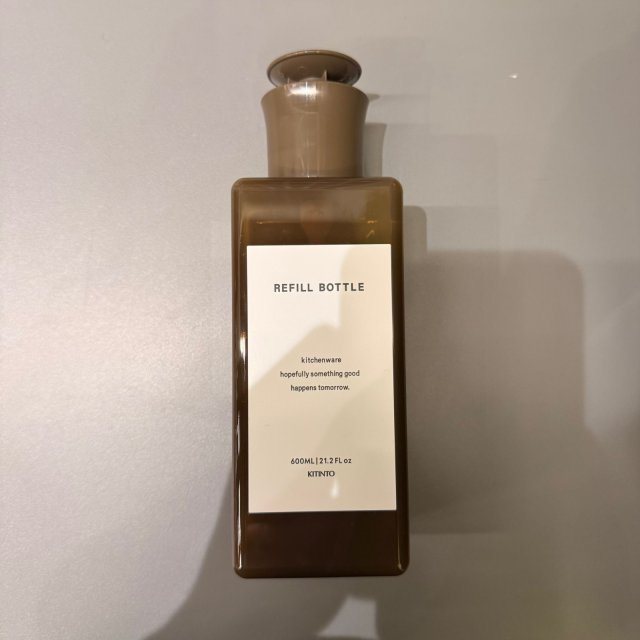 REFILL BOTTLE
kitchenware
hopefully something good
happens tomorrow.
600ML | 21.2 FL oz
KITINTO